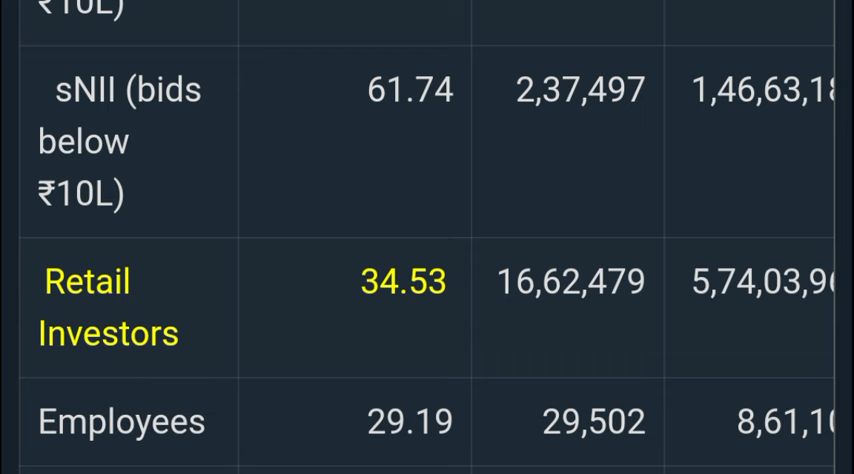 ₹10L)
sNII (bids 61.74 2,37,497
below
₹10L)
Retail 34.53 16,62,479
Investors
Employees 29.19 29,502